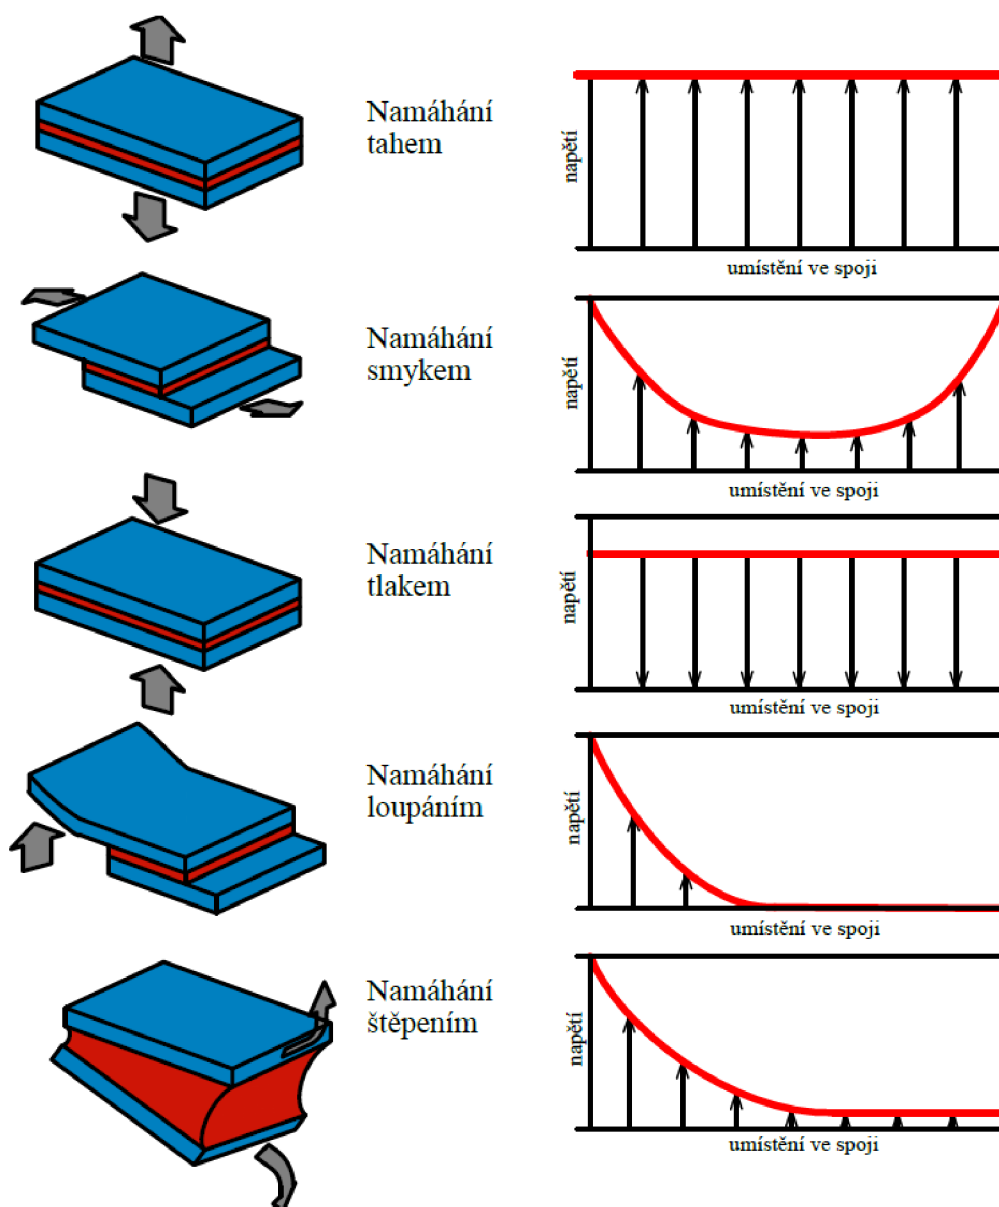 Namáhání
tahem
napětí
umístění ve spoji
Namáhání
smykem
napětí
umístění ve spoji
Namáhání
tlakem
napětí
umístění ve spoji
Namáhání
loupáním
napětí
umístění ve spoji
Namáhání
štěpením
napětí
umístění ve spoji